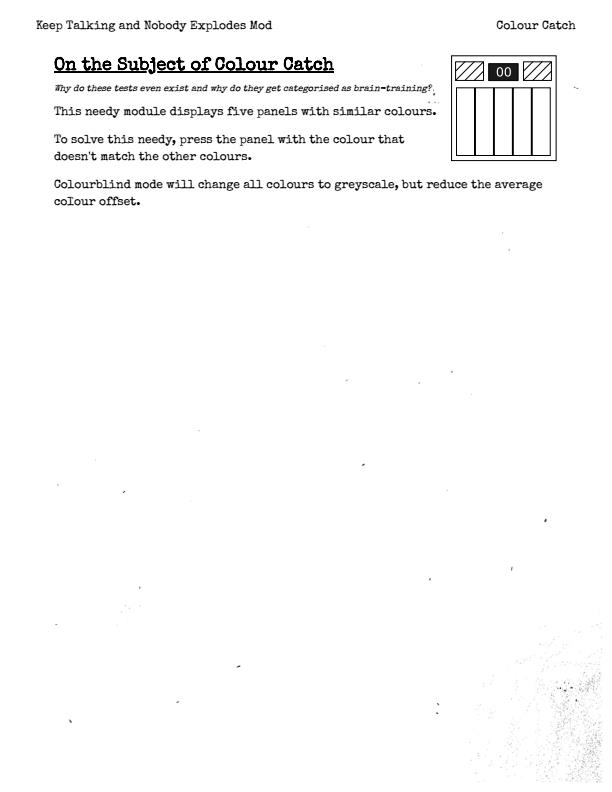 Keep Talking and Nobody Explodes Mod
Colour Catch
On the Subject of Colour Catch
00
Why do these tests even exist and why do they get categorised as brain-training?
This needy module displays five panels with similar colours.
To solve this needy, press the panel with the colour that
doesn't match the other colours.
Colourblind mode will change all colours to greyscale, but reduce the average
colour offset.